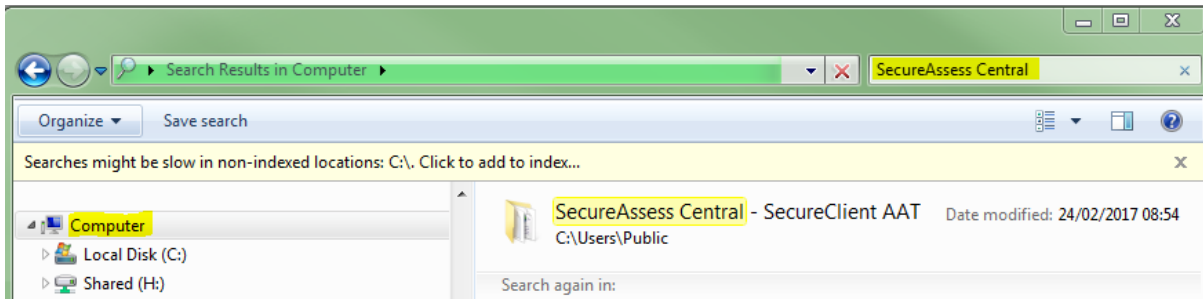 Search Results in Computer
SecureAssess Central
Organize
Save search
Searches might be slow in non-indexed locations: C:\. Click to add to index...
Computer
Local Disk (C:)
Shared (H:)
SecureAssess Central - SecureClient AAT Date modified: 24/02/2017 08:54
C:\Users\Public
Search again in: